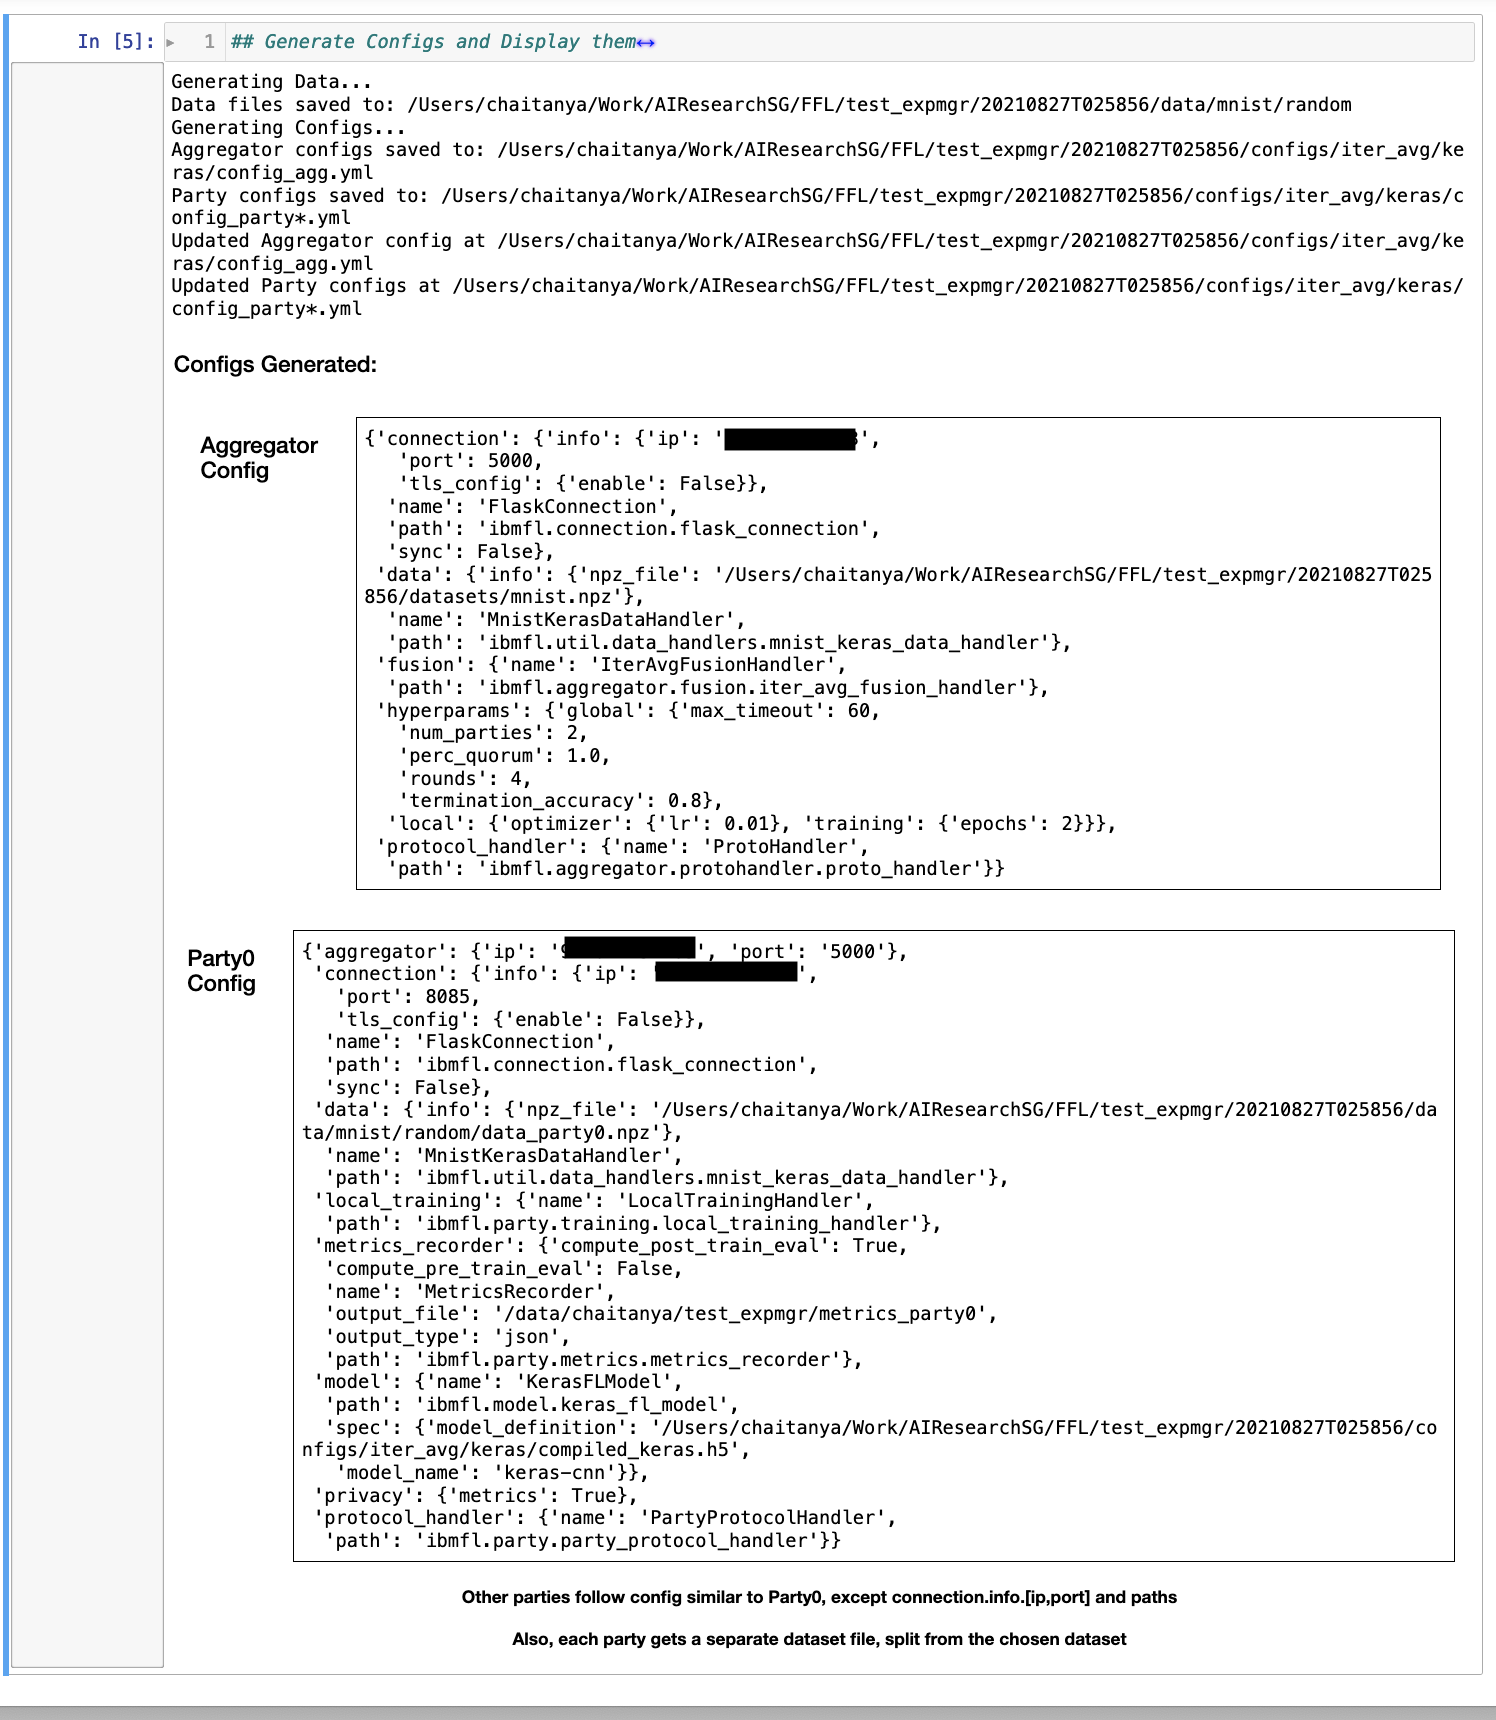 In [5]:
1 ## Generate Configs and Display them↔
Generating Data...
Data files saved to: /Users/chaitanya/Work/AIResearchSG/FFL/test_expmgr/20210827T025856/data/mnist/random
Generating Configs...
Aggregator configs saved to: /Users/chaitanya/Work/AIResearchSG/FFL/test_expmgr/20210827T025856/configs/iter_avg/ke
ras/config_agg.yml
Party configs saved to: /Users/chaitanya/Work/AIResearchSG/FFL/test_expmgr/20210827T025856/configs/iter_avg/keras/c
onfig_party*.yml
Updated Aggregator config at /Users/chaitanya/Work/AIResearchSG/FFL/test_expmgr/20210827T025856/configs/iter_avg/ke
ras/config_agg.yml
Updated Party configs at /Users/chaitanya/Work/AIResearchSG/FFL/test_expmgr/20210827T025856/configs/iter_avg/keras/
config_party*.yml
Configs Generated:
Aggregator
Config
{'connection': {'info': {'ip': '',
'port': 5000,
'tls_config': {'enable': False}},
'name': 'FlaskConnection',
'path': 'ibmfl.connection.flask_connection',
'sync': False},
'data': {'info': {'npz_file': '/Users/chaitanya/Work/AIResearchSG/FFL/test_expmgr/20210827T025
856/datasets/mnist.npz'},
'name': 'MnistKerasDataHandler',
'path': 'ibmfl.util.data_handlers.mnist_keras_data_handler'},
'fusion': {'name': 'IterAvgFusionHandler',
'path': 'ibmfl.aggregator.fusion.iter_avg_fusion_handler'},
'hyperparams': {'global': {'max_timeout': 60,
'num_parties': 2,
'perc_quorum': 1.0,
'rounds': 4,
'termination_accuracy': 0.8},
'local': {'optimizer': {'lr': 0.01}, 'training': {'epochs': 2}}},
'protocol_handler': {'name': 'ProtoHandler',
'path': 'ibmfl.aggregator.protohandler.proto_handler'}}
Party0
Config
{'aggregator': {'ip': '', 'port': '5000'},
'connection': {'info': {'ip': '',
'port': 8085,
'tls_config': {'enable': False}},
'name': 'FlaskConnection',
'path': 'ibmfl.connection.flask_connection',
'sync': False},
'data': {'info': {'npz_file': '/Users/chaitanya/Work/AIResearchSG/FFL/test_expmgr/20210827T025856/da
ta/mnist/random/data_party0.npz'},
'name': 'MnistKerasDataHandler',
'path': 'ibmfl.util.data_handlers.mnist_keras_data_handler'},
'local_training': {'name': 'LocalTrainingHandler',
'path': 'ibmfl.party.training.local_training_handler'},
'metrics_recorder': {'compute_post_train_eval': True,
'compute_pre_train_eval': False,
'name': 'MetricsRecorder',
'output_file': '/data/chaitanya/test_expmgr/metrics_party0',
'output_type': 'json',
'path': 'ibmfl.party.metrics.metrics_recorder'},
'model': {'name': 'KerasFLModel',
'path': 'ibmfl.model.keras_fl_model',
'spec': {'model_definition': '/Users/chaitanya/Work/AIResearchSG/FFL/test_expmgr/20210827T025856/co
nfigs/iter_avg/keras/compiled_keras.h5',
'model_name': 'keras-cnn'}},
'privacy': {'metrics': True},
'protocol_handler': {'name': 'PartyProtocolHandler',
'path': 'ibmfl.party.party_protocol_handler'}}
Other parties follow config similar to Party0, except connection.info.[ip,port] and paths
Also, each party gets a separate dataset file, split from the chosen dataset